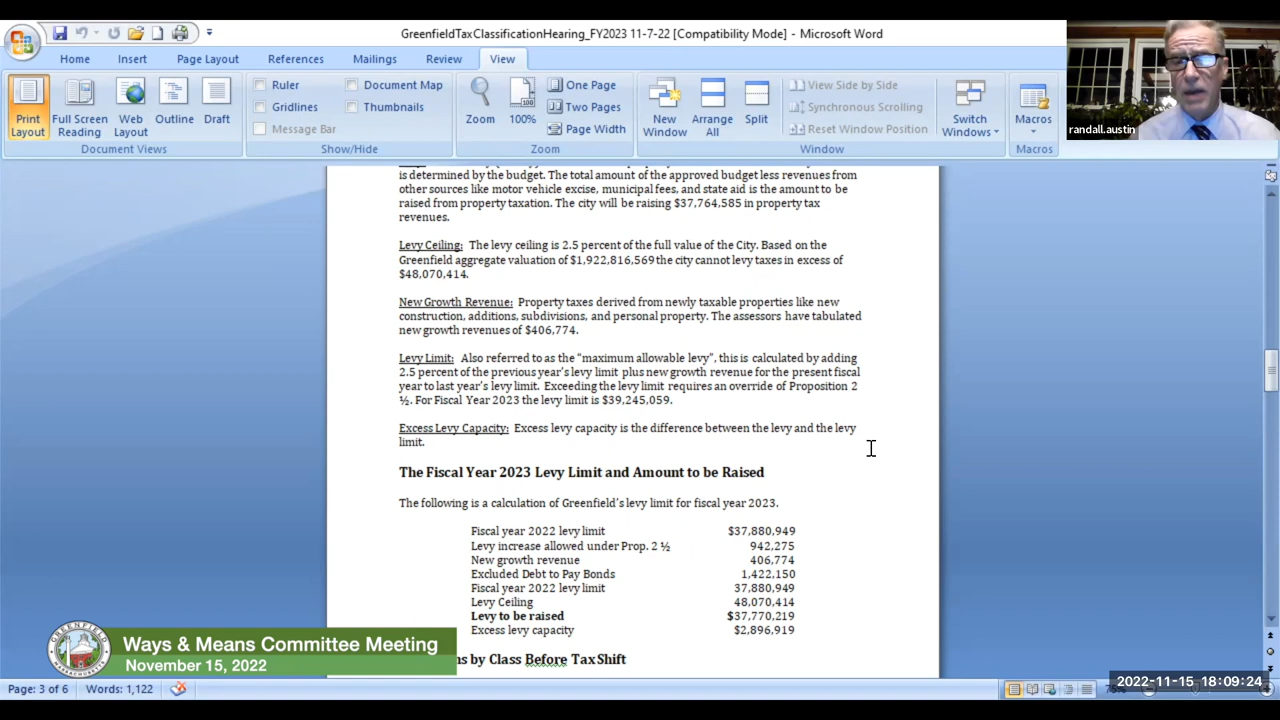 GreenfieldTaxClassificationHearing_FY2023 11-7-22 [Compatibility Mode] - Microsoft Word
Home Insert Page Layout References Mailings Review View
Print Layout
Full Screen Reading
Web Layout
Outline
Draft
Document Views
Ruler
Gridlines
Message Bar
Document Map
Thumbnails
Show/Hide
Zoom
100%
One Page
Two Pages
Page Width
Zoom
New Window
Arrange All
Split
View Side by Side
Synchronous Scrolling
Reset Window Position
Window
Switch Windows
Macros
Macros
randall.austin
is determined by the budget. The total amount of the approved budget less revenues from
other sources like motor vehicle excise, municipal fees, and state aid is the amount to be
raised from property taxation. The city will be raising $37,764,585 in property tax
revenues.
Levy Ceiling: The levy ceiling is 2.5 percent of the full value of the City. Based on the
Greenfield aggregate valuation of $1,922,816,569 the city cannot levy taxes in excess of
$48,070,414.
New Growth Revenue: Property taxes derived from newly taxable properties like new
construction, additions, subdivisions, and personal property. The assessors have tabulated
new growth revenues of $406,774.
Levy Limit: Also referred to as the “maximum allowable levy”, this is calculated by adding
2.5 percent of the previous year’s levy limit plus new growth revenue for the present fiscal
year to last year’s levy limit. Exceeding the levy limit requires an override of Proposition 2
½. For Fiscal Year 2023 the levy limit is $39,245,059.
Excess Levy Capacity: Excess levy capacity is the difference between the levy and the levy
limit.
The Fiscal Year 2023 Levy Limit and Amount to be Raised
The following is a calculation of Greenfield’s levy limit for fiscal year 2023.
Fiscal year 2022 levy limit $37,880,949
Levy increase allowed under Prop. 2 ½ 942,275
New growth revenue 406,774
Excluded Debt to Pay Bonds 1,422,150
Fiscal year 2022 levy limit 37,880,949
Levy Ceiling 48,070,414
Levy to be raised $37,770,219
Excess levy capacity $2,896,919
ns by Class Before Tax Shift
GREENFIELD
MASSACHUSETTS
Ways & Means Committee Meeting
November 15, 2022
Page: 3 of 6 Words: 1,122
2022-11-15 18:09:24